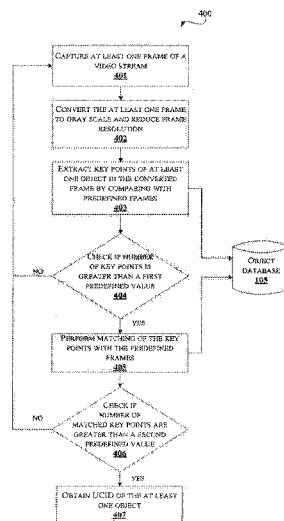 400
CAPTURE AT LEAST ONE FRAME OF A
VIDEO STREAM
401
CONVERT THE AT LEAST ONE FRAME
TO GRAY SCALE AND REDUCE FRAME
RESOLUTION
402
EXTRACT KEY POINTS OF AT LEAST
ONE OBJECT IN THE CONVERTED
FRAME BY COMPARING WITH
PREDEFINED FRAMES
403
CHECK IF NUMBER
OF KEY POINTS IS
GREATER THAN A FIRST
PREDEFINED VALUE
404
NO
OBJECT
DATABASE
105
YES
PERFORM MATCHING OF THE KEY
POINTS WITH THE PREDEFINED
FRAMES
405
NO
CHECK IF
NUMBER OF
MATCHED KEY POINTS ARE
GREATER THAN A SECOND
PREDEFINED VALUE
406
YES
OBTAIN UCID OF THE AT LEAST
ONE OBJECT
407